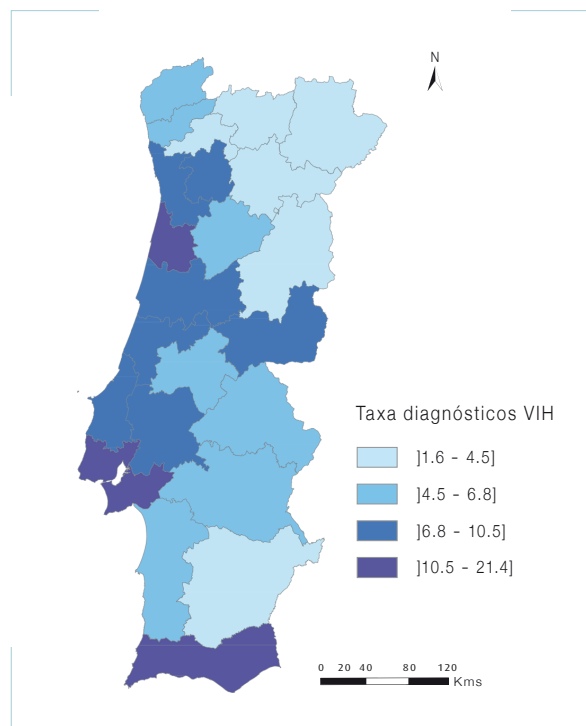 N
Taxa diagnósticos VIH
]1.6 - 4.5]
]4.5 - 6.8]
]6.8 - 10.5]
]10.5 - 21.4]
0 20 40 80 120
Kms